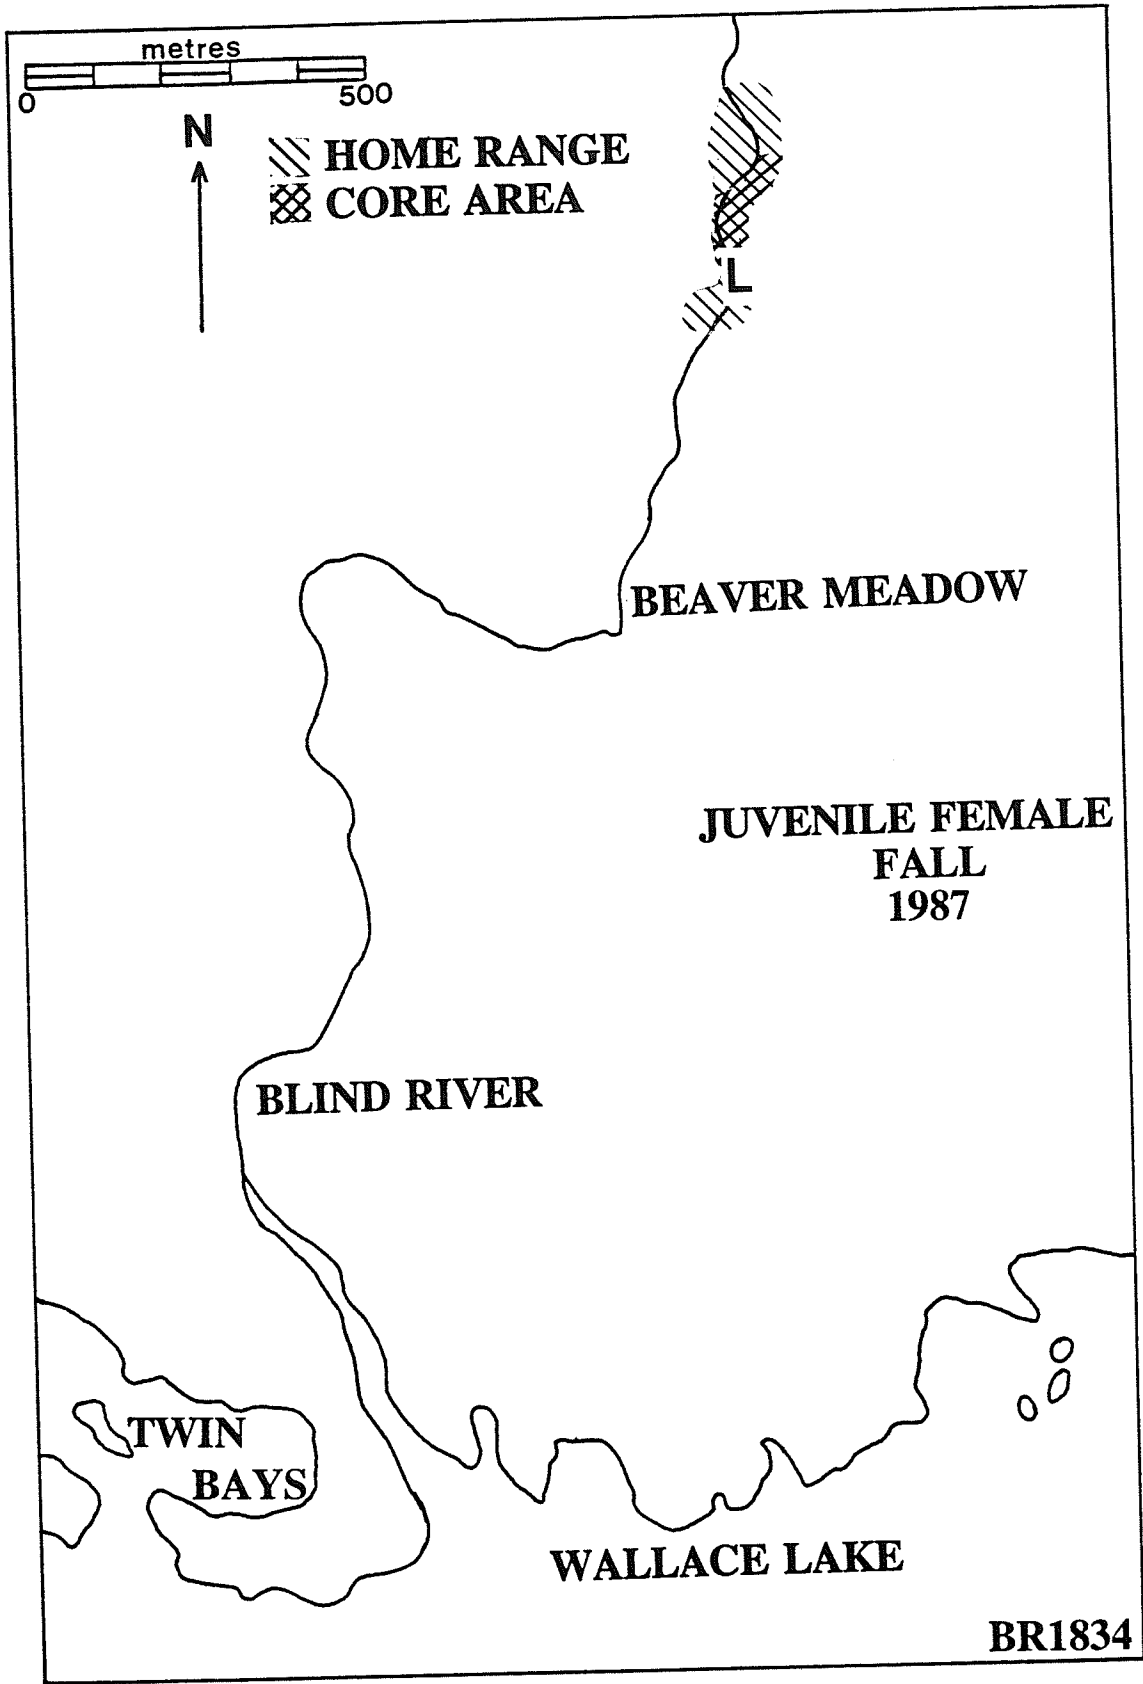 metres
0 500
N
HOME RANGE
CORE AREA
L
BEAVER MEADOW
JUVENILE FEMALE
FALL
1987
BLIND RIVER
TWIN
BAYS
WALLACE LAKE
BR1834